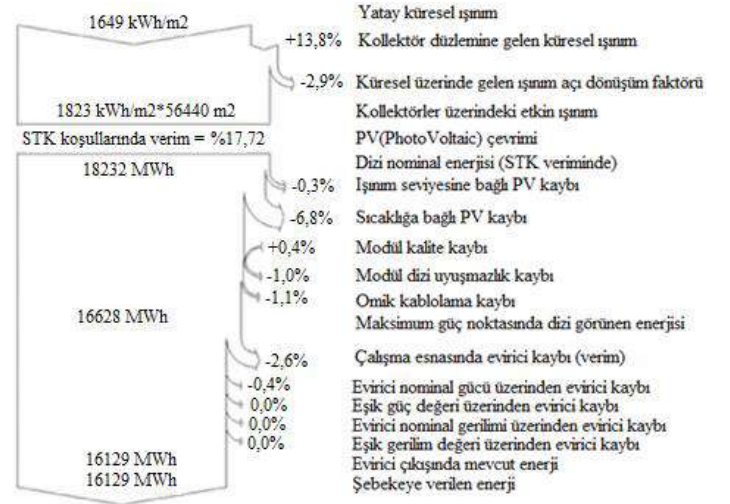 Yatay küresel ışınım
1649 kWh/m2
+13,8% Kollektör düzlemine gelen küresel ışınım
-2,9% Küresel üzerinde gelen ışınım açı dönüşüm faktörü
1823 kWh/m2*56440 m2 Kollektörler üzerindeki etkin ışınım
STK koşullarında verim = %17,72 PV(PhotoVoltaic) çevrimi
Dizi nominal enerjisi (STK veriminde)
18232 MWh
-0,3% Işınım seviyesine bağlı PV kaybı
-6,8% Sıcaklığa bağlı PV kaybı
+0,4% Modül kalite kaybı
-1,0% Modül dizi uyuşmazlık kaybı
-1,1% Omik kablolama kaybı
16628 MWh Maksimum güç noktasında dizi görünen enerjisi
-2,6% Çalışma esnasında evirici kaybı (verim)
-0,4% Evirici nominal gücü üzerinden evirici kaybı
0,0% Eşik güç değeri üzerinden evirici kaybı
0,0% Evirici nominal gerilimi üzerinden evirici kaybı
0,0% Eşik gerilim değeri üzerinden evirici kaybı
16129 MWh Evirici çıkışında mevcut enerji
16129 MWh Şebekeye verilen enerji